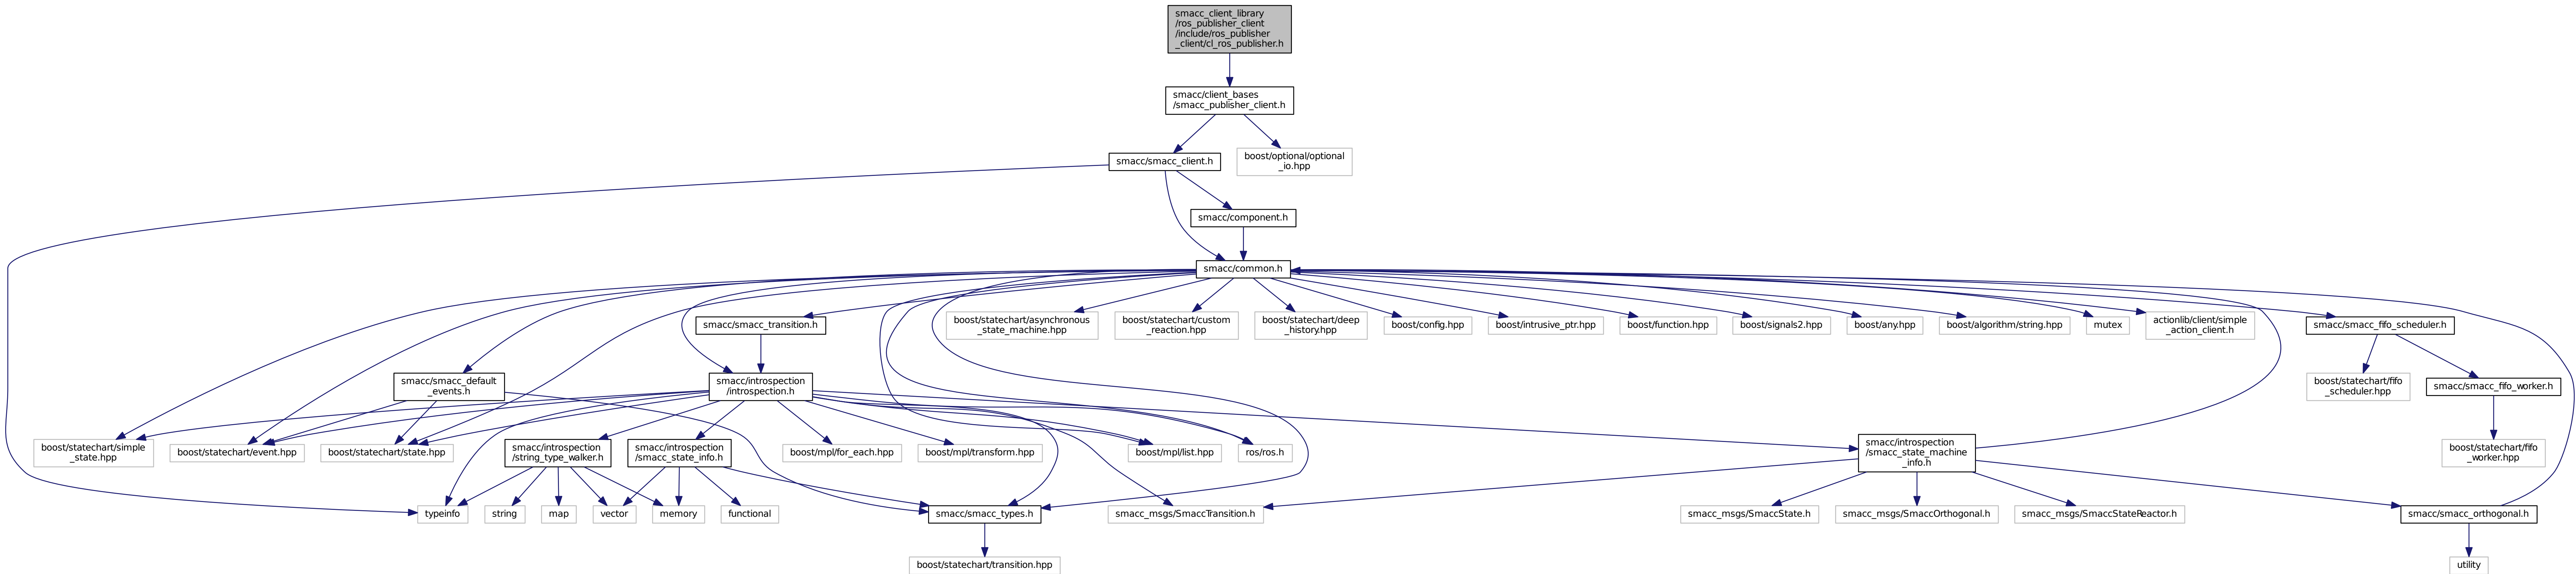 smacc_client_library
/ros_publisher_client
/include/ros_publisher
_client/cl_ros_publisher.h
smacc/client_bases
/smacc_publisher_client.h
smacc/smacc_client.h
boost/optional/optional
_io.hpp
smacc/component.h
smacc/common.h
smacc/smacc_transition.h
boost/statechart/asynchronous
_state_machine.hpp
boost/statechart/custom
_reaction.hpp
boost/statechart/deep
_history.hpp
boost/config.hpp
boost/intrusive_ptr.hpp
boost/function.hpp
boost/signals2.hpp
boost/any.hpp
boost/algorithm/string.hpp
mutex
actionlib/client/simple
_action_client.h
smacc/smacc_fifo_scheduler.h
smacc/smacc_default
_events.h
smacc/introspection
/introspection.h
boost/statechart/fifo
_scheduler.hpp
smacc/smacc_fifo_worker.h
boost/statechart/simple
_state.hpp
boost/statechart/event.hpp
boost/statechart/state.hpp
smacc/introspection
/string_type_walker.h
smacc/introspection
/smacc_state_info.h
boost/mpl/for_each.hpp
boost/mpl/transform.hpp
boost/mpl/list.hpp
ros/ros.h
smacc/introspection
/smacc_state_machine
_info.h
boost/statechart/fifo
_worker.hpp
typeinfo
string
map
vector
memory
functional
smacc/smacc_types.h
smacc_msgs/SmaccTransition.h
smacc_msgs/SmaccState.h
smacc_msgs/SmaccOrthogonal.h
smacc_msgs/SmaccStateReactor.h
smacc/smacc_orthogonal.h
boost/statechart/transition.hpp
utility